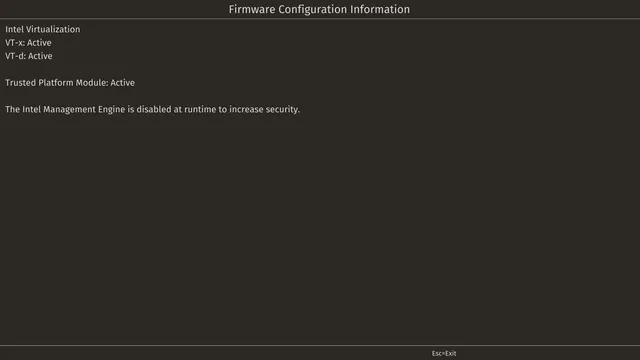 Firmware Configuration Information
Intel Virtualization
VT-x: Active
VT-d: Active
Trusted Platform Module: Active
The Intel Management Engine is disabled at runtime to increase security.
Esc=Exit